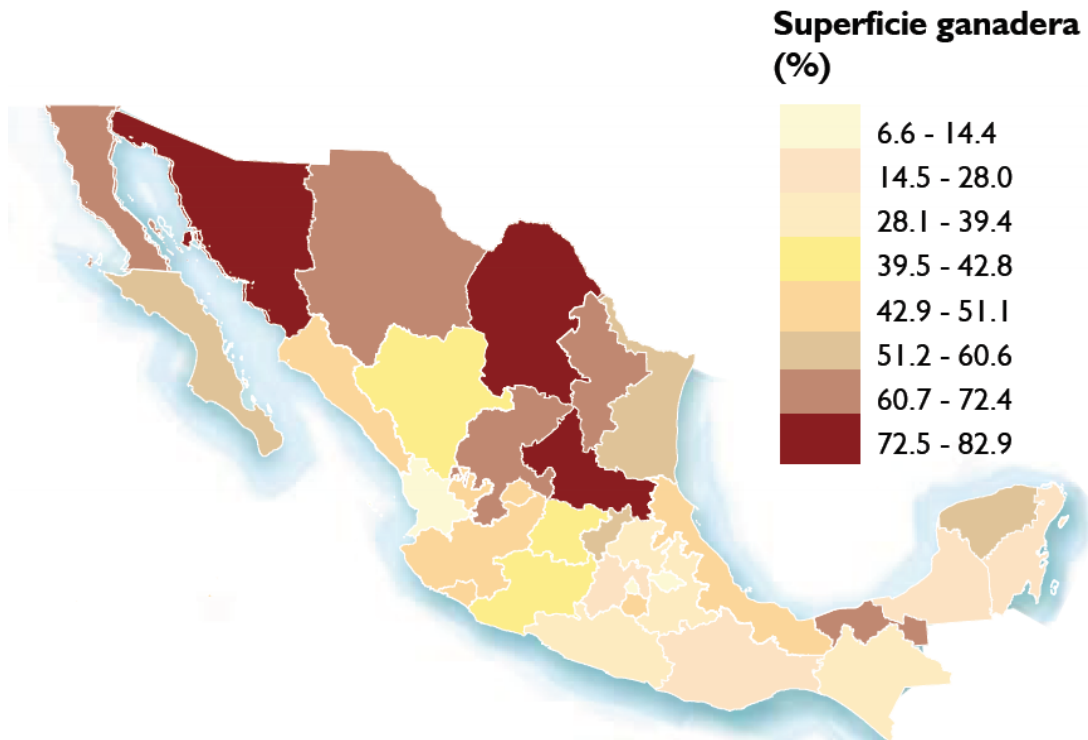 Superficie ganadera
(%)
6.6 - 14.4
14.5 - 28.0
28.1 - 39.4
39.5 - 42.8
42.9 - 51.1
51.2 - 60.6
60.7 - 72.4
72.5 - 82.9